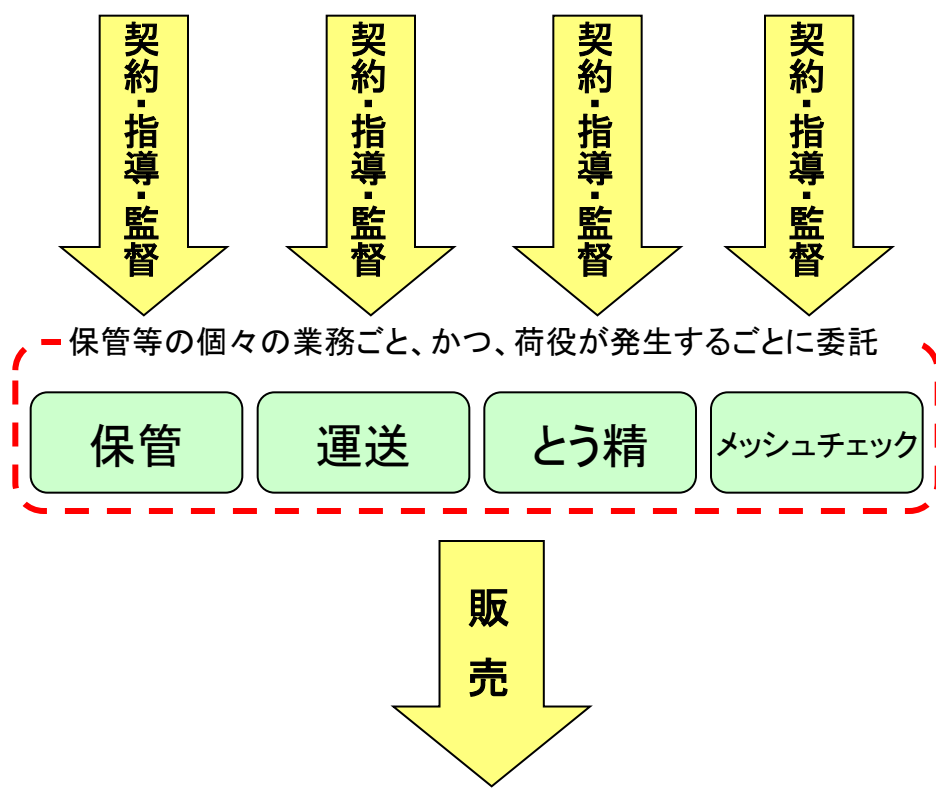 契約・指導・監督
契約・指導・監督
契約・指導・監督
契約・指導・監督
保管等の個々の業務ごと、かつ、荷役が発生するごとに委託
保管
運送
とう精
メッシュチェック
販売